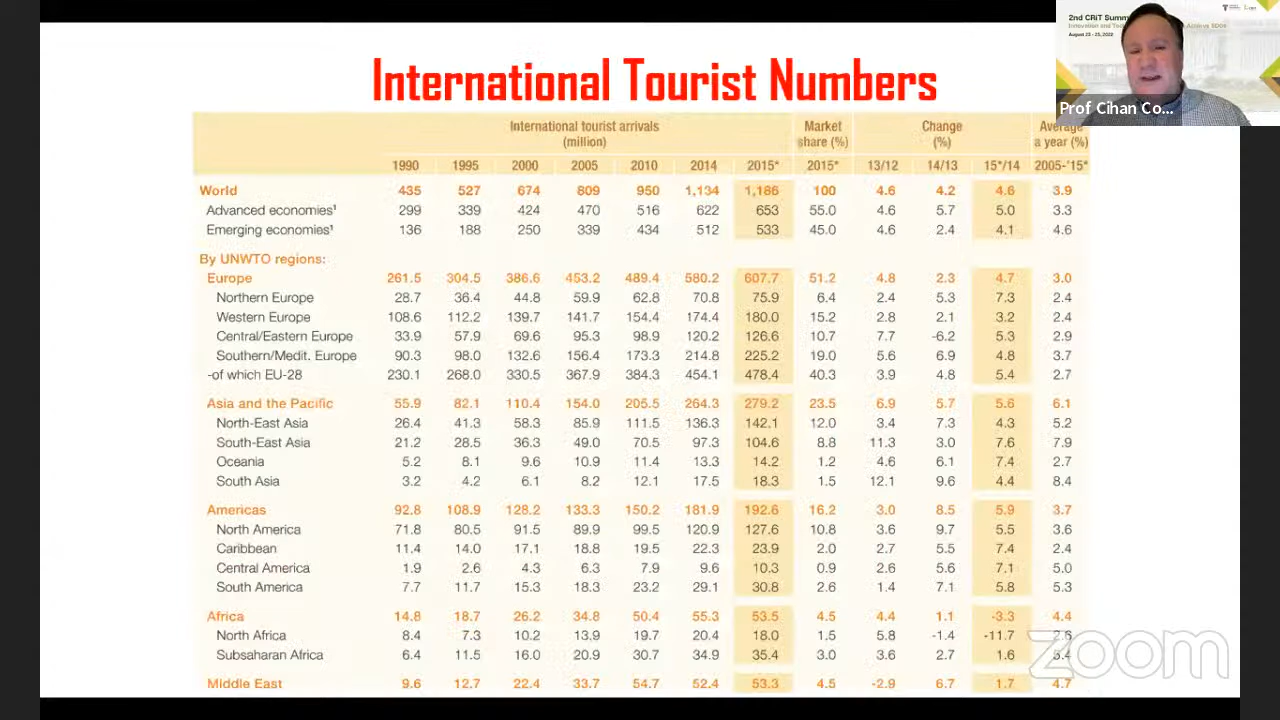 International Tourist Numbers
2nd CRiT Summ
August 23 - 25, 2022
Prof Cihan Co...
International tourist arrivals (million) Market share (%) Change (%) Average a year (%)
1990 1995 2000 2005 2010 2014 2015* 2015* 13/12 14/13 15*/14 2005-'15*
World 435 527 674 809 950 1,134 1,186 100 4.6 4.2 4.6 3.9
Advanced economies¹ 299 339 424 470 516 622 653 55.0 4.6 5.7 5.0 3.3
Emerging economies¹ 136 188 250 339 434 512 533 45.0 4.6 2.4 4.1 4.6
By UNWTO regions:
Europe 261.5 304.5 386.6 453.2 489.4 580.2 607.7 51.2 4.8 2.3 4.7 3.0
Northern Europe 28.7 36.4 44.8 59.9 62.8 70.8 75.9 6.4 2.4 5.3 7.3 2.4
Western Europe 108.6 112.2 139.7 141.7 154.4 174.4 180.0 15.2 2.8 2.1 3.2 2.4
Central/Eastern Europe 33.9 57.9 69.6 95.3 98.9 120.2 126.6 10.7 7.7 -6.2 5.3 2.9
Southern/Medit. Europe 90.3 98.0 132.6 156.4 173.3 214.8 225.2 19.0 5.6 6.9 4.8 3.7
-of which EU-28 230.1 268.0 330.5 367.9 384.3 454.1 478.4 40.3 3.9 4.8 5.4 2.7
Asia and the Pacific 55.9 82.1 110.4 154.0 205.5 264.3 279.2 23.5 6.9 5.7 5.6 6.1
North-East Asia 26.4 41.3 58.3 85.9 111.5 136.3 142.1 12.0 3.4 7.3 4.3 5.2
South-East Asia 21.2 28.5 36.3 49.0 70.5 97.3 104.6 8.8 11.3 3.0 7.6 7.9
Oceania 5.2 8.1 9.6 10.9 11.4 13.3 14.2 1.2 4.6 6.1 7.4 2.7
South Asia 3.2 4.2 6.1 8.2 12.1 17.5 18.3 1.5 12.1 9.6 4.4 8.4
Americas 92.8 108.9 128.2 133.3 150.2 181.9 192.6 16.2 3.0 8.5 5.9 3.7
North America 71.8 80.5 91.5 89.9 99.5 120.9 127.6 10.8 3.6 9.7 5.5 3.6
Caribbean 11.4 14.0 17.1 18.8 19.5 22.3 23.9 2.0 2.7 5.5 7.4 2.4
Central America 1.9 2.6 4.3 6.3 7.9 9.6 10.3 0.9 2.6 5.6 7.1 5.0
South America 7.7 11.7 15.3 18.3 23.2 29.1 30.8 2.6 1.4 7.1 5.8 5.3
Africa 14.8 18.7 26.2 34.8 50.4 55.3 53.5 4.5 4.4 1.1 -3.3 4.4
North Africa 8.4 7.3 10.2 13.9 19.7 20.4 18.0 1.5 5.8 -1.4 -11.7 2.6
Subsaharan Africa 6.4 11.5 16.0 20.9 30.7 34.9 35.4 3.0 3.6 2.7 1.6 5.4
Middle East 9.6 12.7 22.4 33.7 54.7 52.4 53.3 4.5 -2.9 6.7 1.7 4.7
zoom